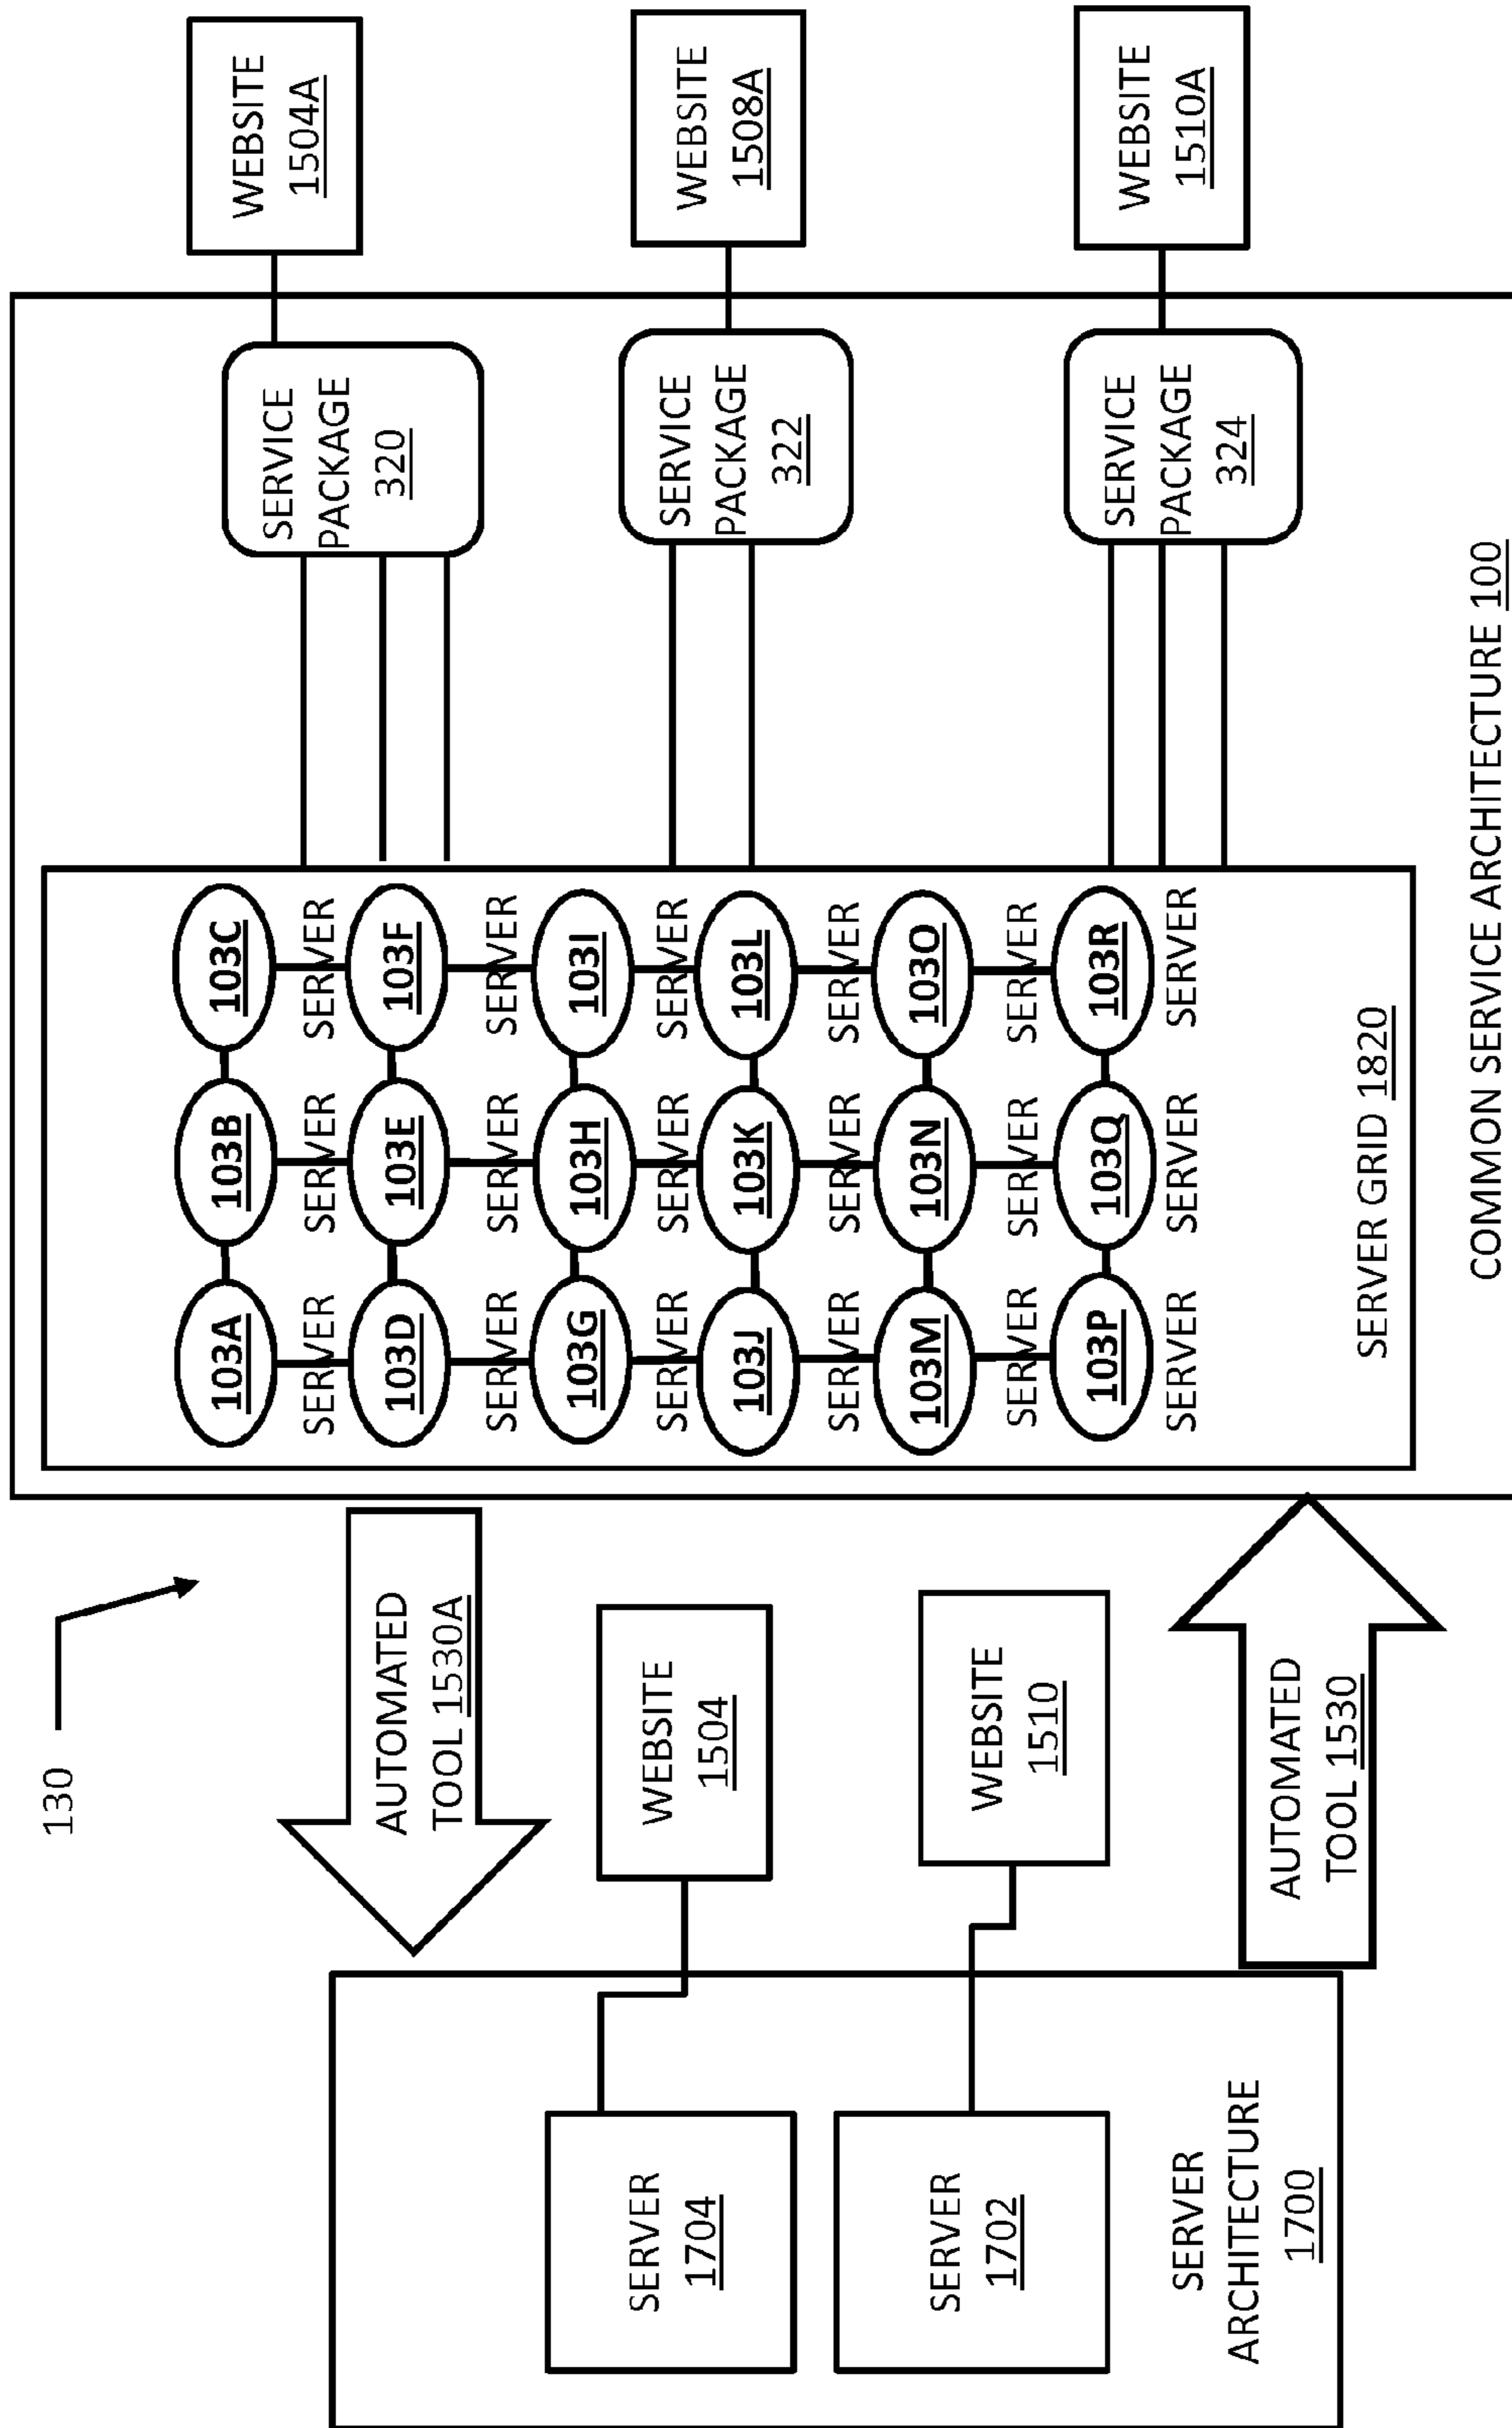 130
AUTOMATED
TOOL 1530A
SERVER
1704
WEBSITE
1504
SERVER
1702
WEBSITE
1510
SERVER
ARCHITECTURE
1700
AUTOMATED
TOOL 1530
103A 103B 103C
SERVER SERVER SERVER
103D 103E 103F
SERVER SERVER SERVER
103G 103H 103I
SERVER SERVER SERVER
103J 103K 103L
SERVER SERVER SERVER
103M 103N 103O
SERVER SERVER SERVER
103P 103Q 103R
SERVER SERVER SERVER
SERVER GRID 1820
SERVICE
PACKAGE
320
WEBSITE
1504A
SERVICE
PACKAGE
322
WEBSITE
1508A
SERVICE
PACKAGE
324
WEBSITE
1510A
COMMON SERVICE ARCHITECTURE 100